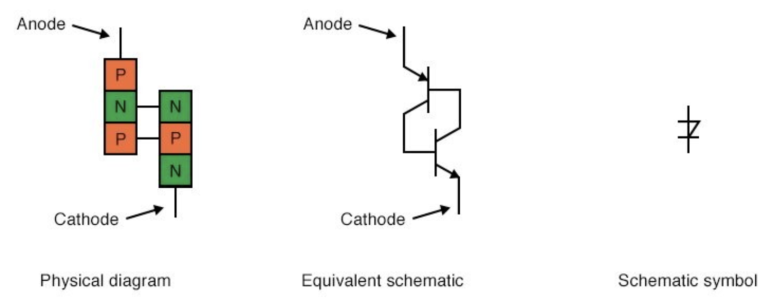 Anode
P
N N
P P
N
Cathode
Physical diagram
Anode
Cathode
Equivalent schematic
Schematic symbol